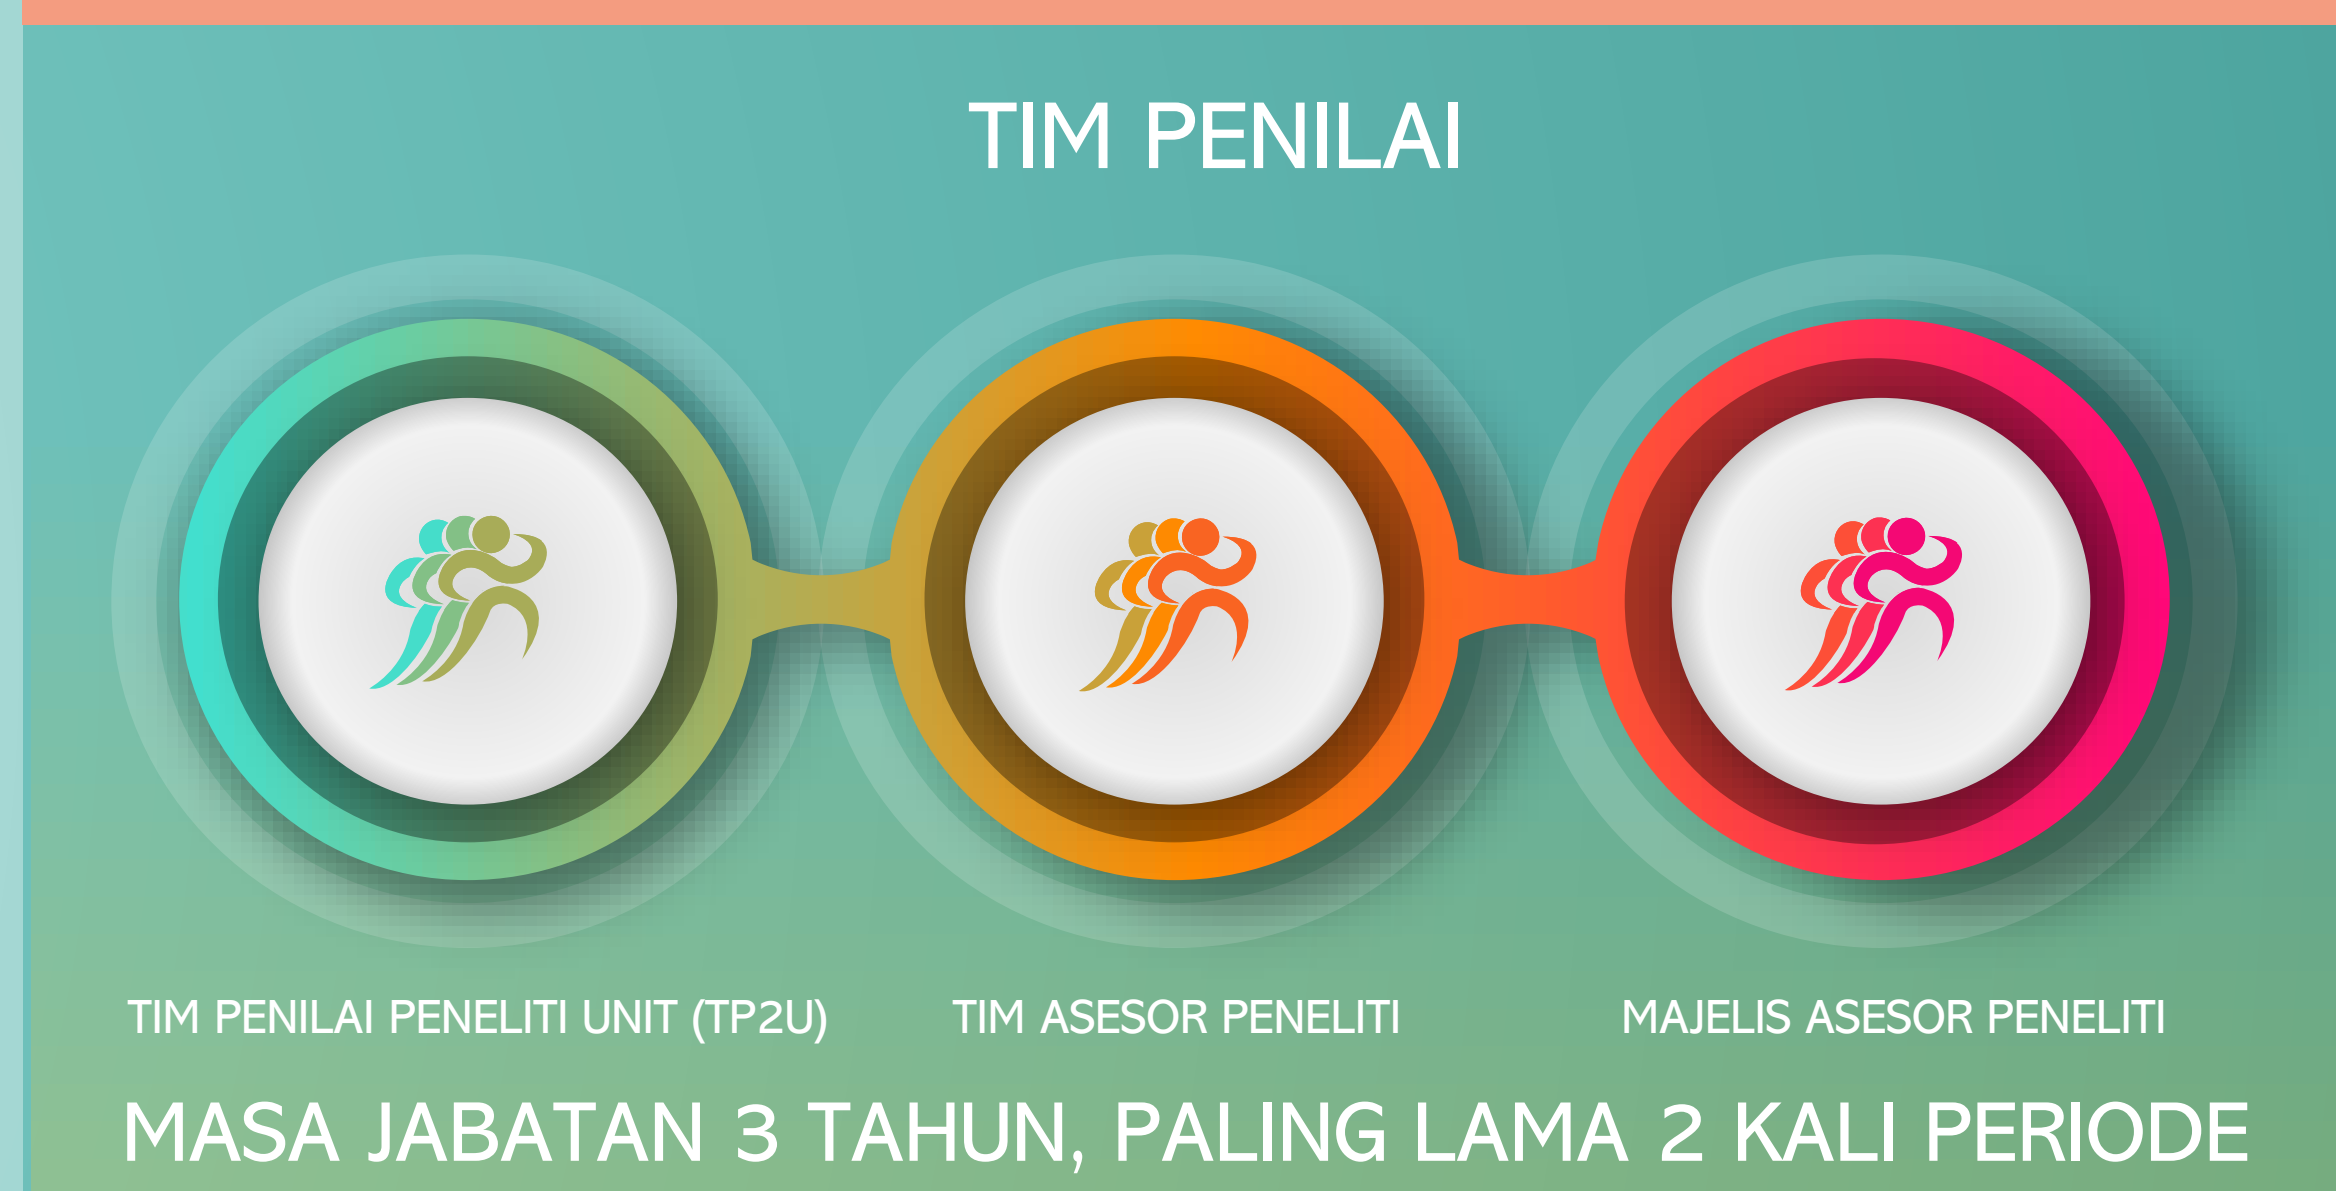 TIM PENILAI
TIM PENILAI PENELITI UNIT (TP2U)
TIM ASESOR PENELITI
MAJELIS ASESOR PENELITI
MASA JABATAN 3 TAHUN, PALING LAMA 2 KALI PERIODE